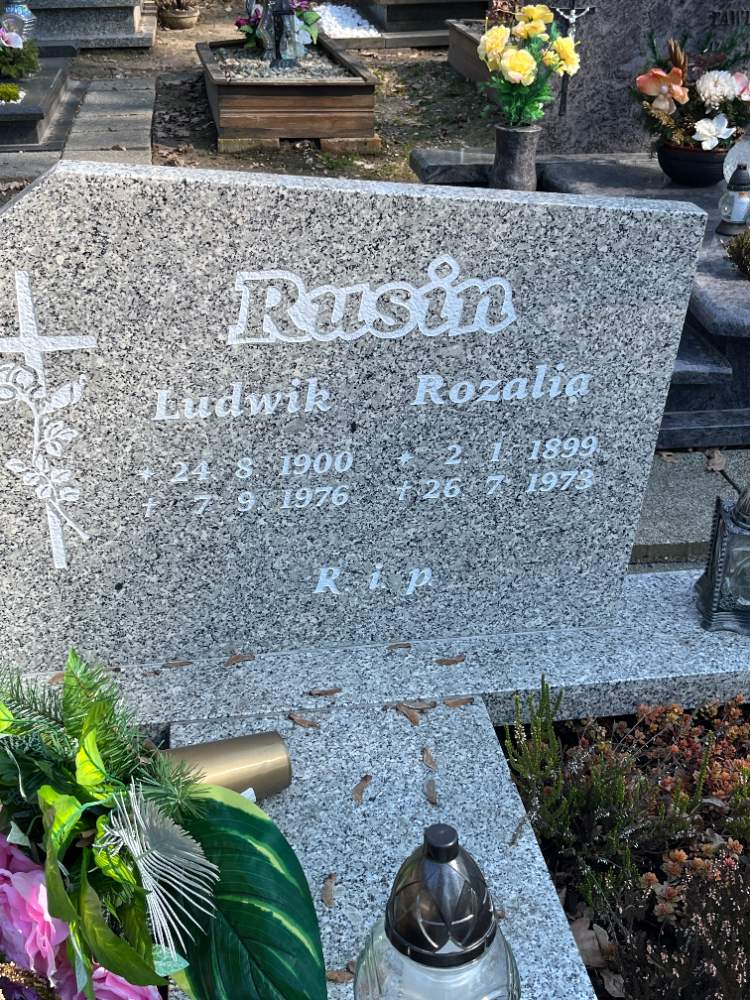 Rusin
Ludwik Rozalia
* 24 8 1900 * 2 1 1899
† 7 9 1976 † 26 7 1973
R i p